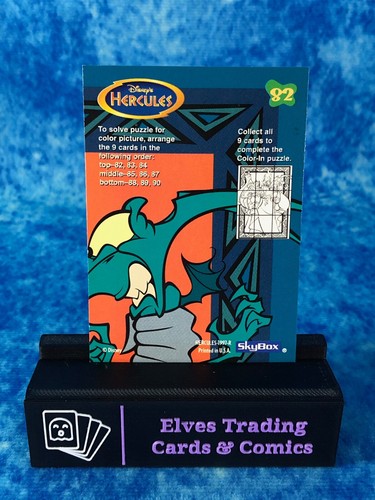 Disney's
HERCULES
82
To solve puzzle for
color picture, arrange
the 9 cards in the
following order:
top–82, 83, 84
middle–85, 86, 87
bottom–88, 89, 90
Collect all
9 cards to
complete the
Color-In puzzle.
© Disney
HERCULES-1997-R
Printed in U.S.A.
SkyBox ®
Elves Trading
Cards & Comics